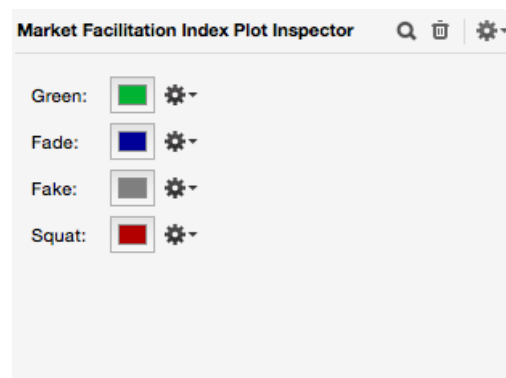 Market Facilitation Index Plot Inspector
Green:
Fade:
Fake:
Squat: